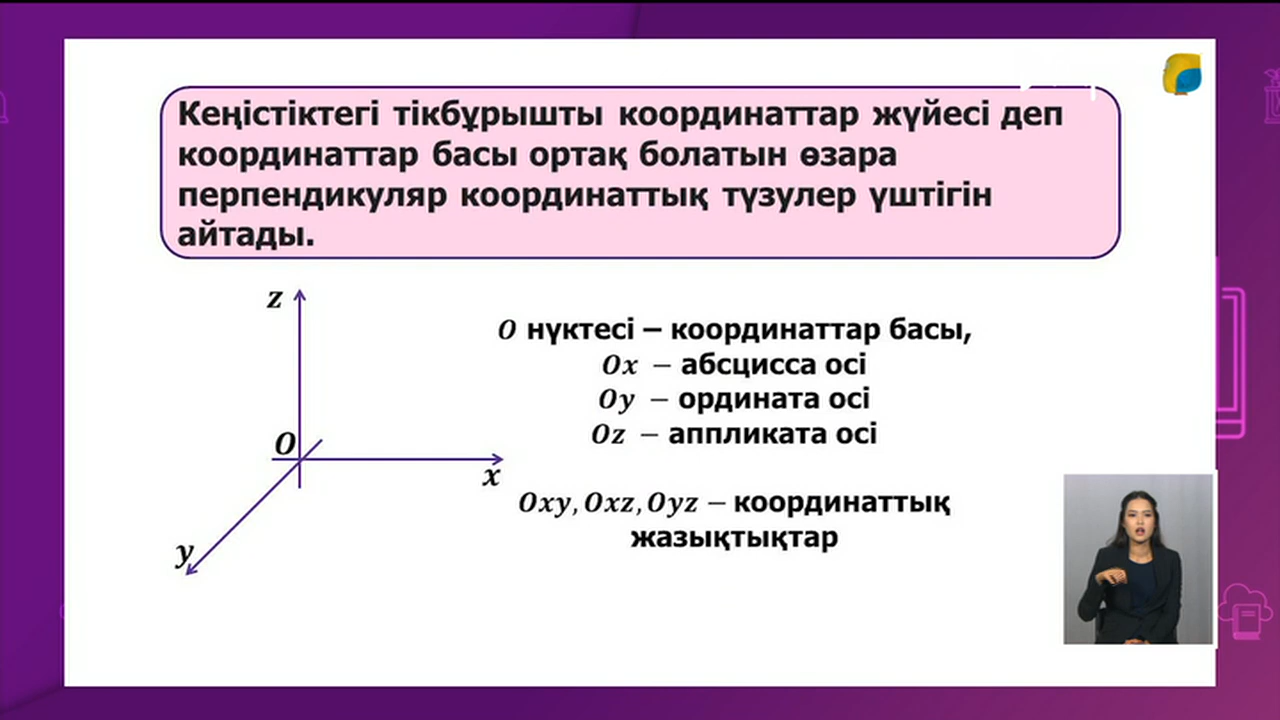 Кеңістіктегі тікбұрышты координаттар жүйесі деп
координаттар басы ортақ болатын өзара
перпендикуляр координаттық түзулер үштігін
айтады.
z
O
x
y
O нүктесі – координаттар басы,
Ox – абсцисса осі
Oy – ордината осі
Oz – аппликата осі
Oxy, Oxz, Oyz – координаттық
жазықтықтар